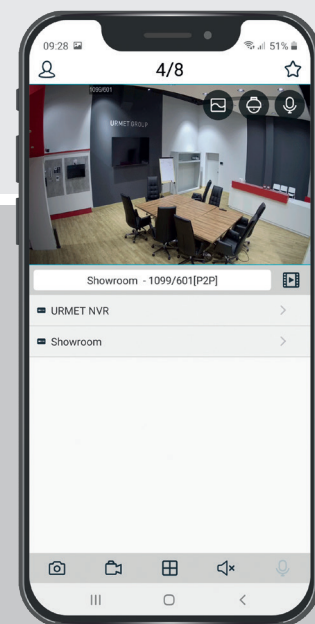 09:28
51%
4/8
1099/601
URMET GROUP
Showroom - 1099/601[P2P]
URMET NVR
Showroom